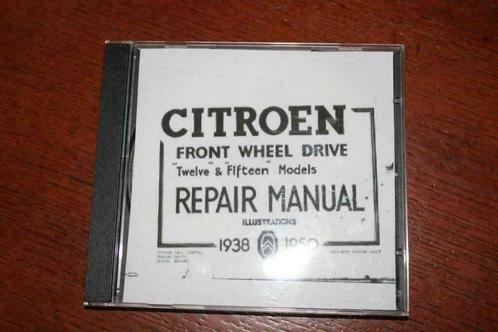 CITROEN
FRONT WHEEL DRIVE
"Twelve" & "Fifteen" Models
REPAIR MANUAL
ILLUSTRATIONS
1938 1950